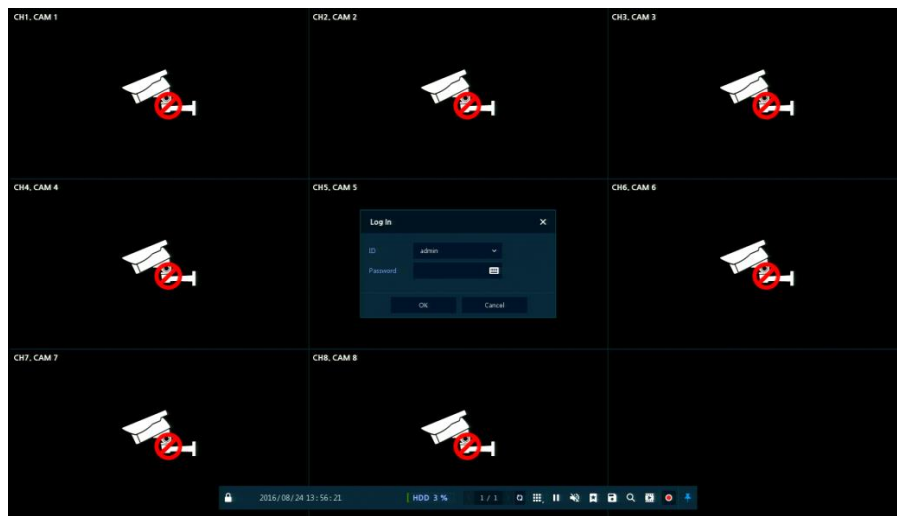 CH1, CAM 1
CH2, CAM 2
CH3, CAM 3
CH4, CAM 4
CH5, CAM 5
CH6, CAM 6
Log In
ID
admin
Password
OK
Cancel
CH7, CAM 7
CH8, CAM 8
2016/08/24 13:56:21
HDD 3 %
1 / 1